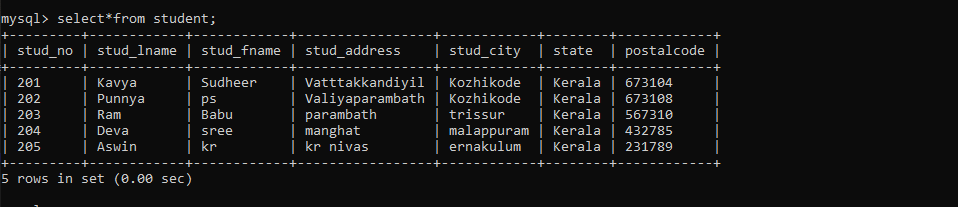 mysql> select*from student;
+---------+------------+------------+----------------+------------+--------+------------+
| stud_no | stud_lname | stud_fname | stud_address   | stud_city  | state  | postalcode |
+---------+------------+------------+----------------+------------+--------+------------+
| 201     | Kavya      | Sudheer    | Vatttakkandiyil | Kozhikode  | Kerala | 673104     |
| 202     | Punnya     | ps         | Valiyaparambath | Kozhikode  | Kerala | 673108     |
| 203     | Ram        | Babu       | parambath      | trissur    | Kerala | 567310     |
| 204     | Deva       | sree       | manghat        | malappuram | Kerala | 432785     |
| 205     | Aswin      | kr         | kr nivas       | ernakulum  | Kerala | 231789     |
+---------+------------+------------+----------------+------------+--------+------------+
5 rows in set (0.00 sec)